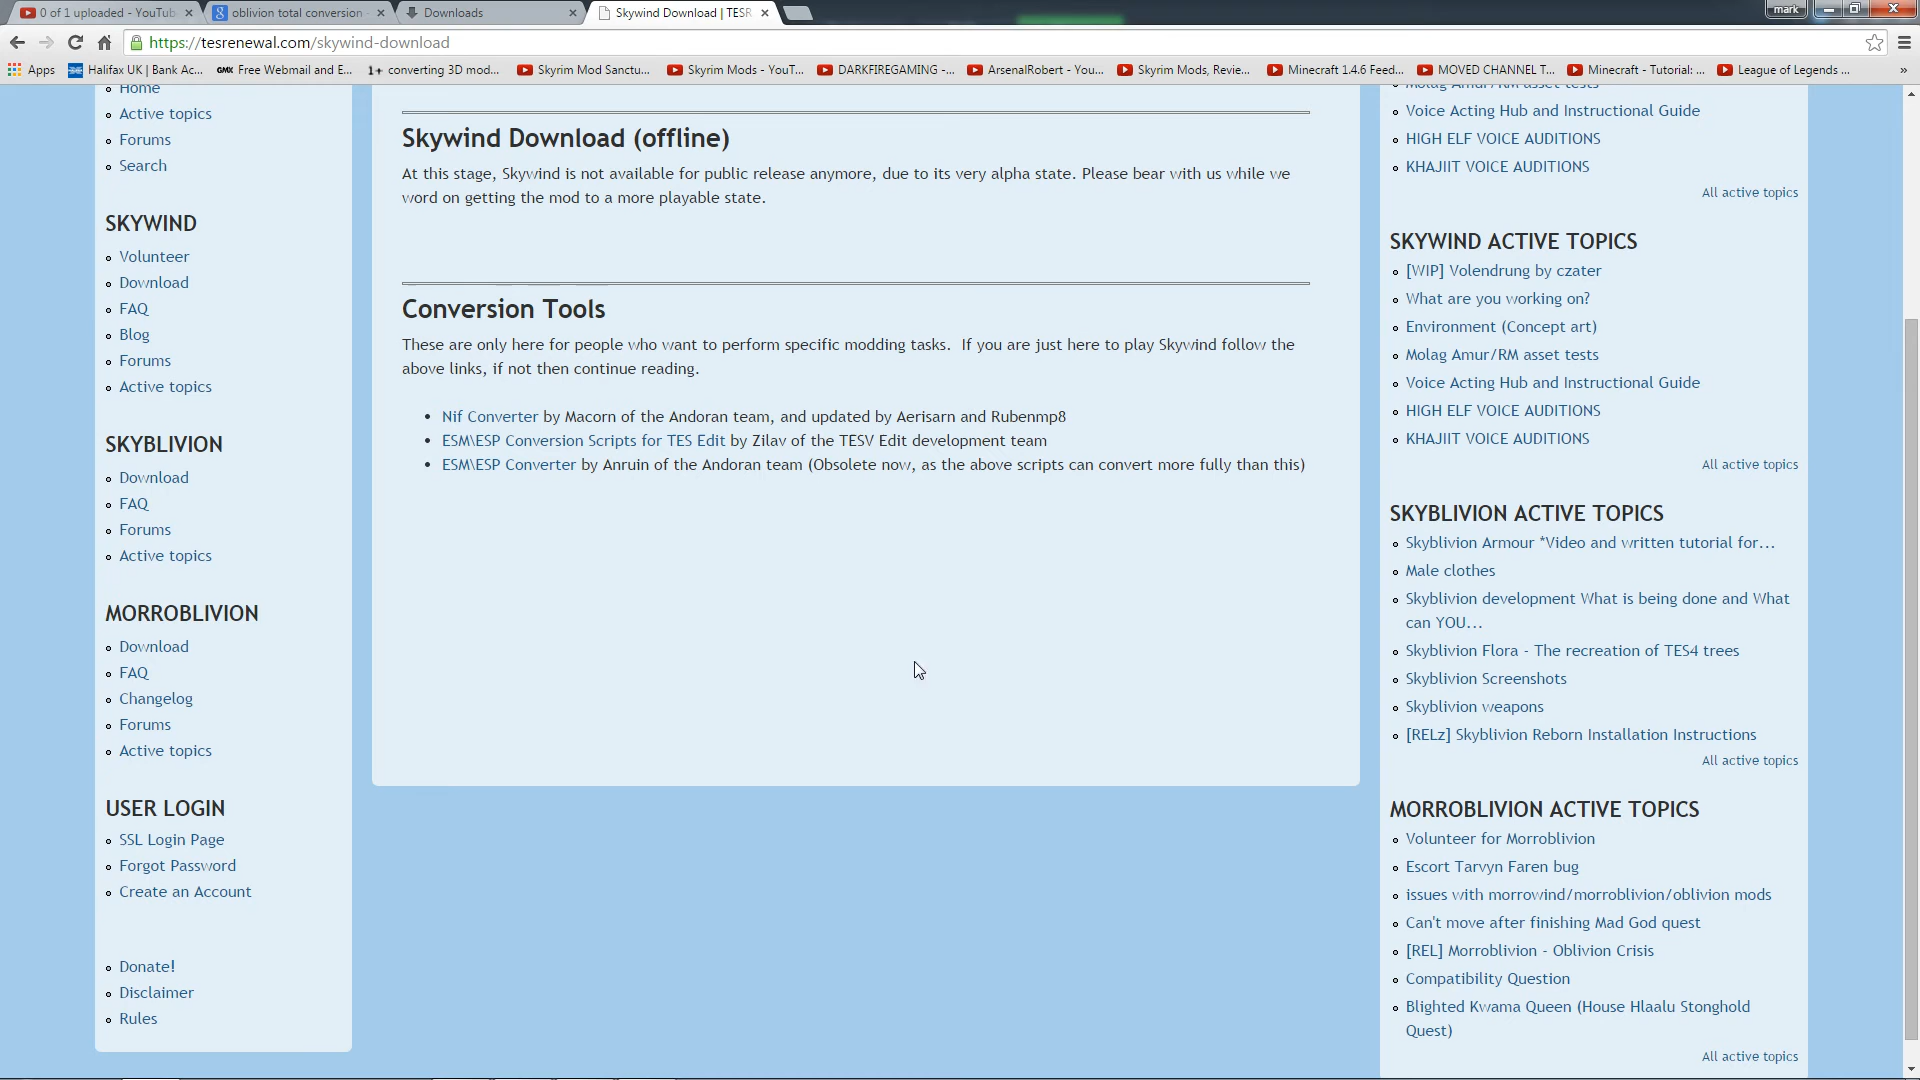 0 of 1 uploaded - YouTub
oblivion total conversion
Downloads
Skywind Download | TESR
mark
https://tesrenewal.com/skywind-download
Apps
Halifax UK | Bank Ac...
GMX Free Webmail and E...
1+ converting 3D mod...
Skyrim Mod Sanctu...
Skyrim Mods - YouT...
DARKFIREGAMING -...
ArsenalRobert - You...
Skyrim Mods, Revie...
Minecraft 1.4.6 Feed...
MOVED CHANNEL T...
Minecraft - Tutorial: ...
League of Legends ...
»
Home
Active topics
Forums
Search
SKYWIND
Volunteer
Download
FAQ
Blog
Forums
Active topics
SKYBLIVION
Download
FAQ
Forums
Active topics
MORROBLIVION
Download
FAQ
Changelog
Forums
Active topics
USER LOGIN
SSL Login Page
Forgot Password
Create an Account
Donate!
Disclaimer
Rules
Skywind Download (offline)
At this stage, Skywind is not available for public release anymore, due to its very alpha state. Please bear with us while we
word on getting the mod to a more playable state.
Conversion Tools
These are only here for people who want to perform specific modding tasks. If you are just here to play Skywind follow the
above links, if not then continue reading.
Nif Converter by Macorn of the Andoran team, and updated by Aerisarn and Rubenmp8
ESM\ESP Conversion Scripts for TES Edit by Zilav of the TESV Edit development team
ESM\ESP Converter by Anruin of the Andoran team (Obsolete now, as the above scripts can convert more fully than this)
Molag Amur/RM asset tests
Voice Acting Hub and Instructional Guide
HIGH ELF VOICE AUDITIONS
KHAJIIT VOICE AUDITIONS
All active topics
SKYWIND ACTIVE TOPICS
[WIP] Volendrung by czater
What are you working on?
Environment (Concept art)
Molag Amur/RM asset tests
Voice Acting Hub and Instructional Guide
HIGH ELF VOICE AUDITIONS
KHAJIIT VOICE AUDITIONS
All active topics
SKYBLIVION ACTIVE TOPICS
Skyblivion Armour *Video and written tutorial for...
Male clothes
Skyblivion development What is being done and What
can YOU...
Skyblivion Flora - The recreation of TES4 trees
Skyblivion Screenshots
Skyblivion weapons
[RELz] Skyblivion Reborn Installation Instructions
All active topics
MORROBLIVION ACTIVE TOPICS
Volunteer for Morroblivion
Escort Tarvyn Faren bug
issues with morrowind/morroblivion/oblivion mods
Can't move after finishing Mad God quest
[REL] Morroblivion - Oblivion Crisis
Compatibility Question
Blighted Kwama Queen (House Hlaalu Stonghold
Quest)
All active topics